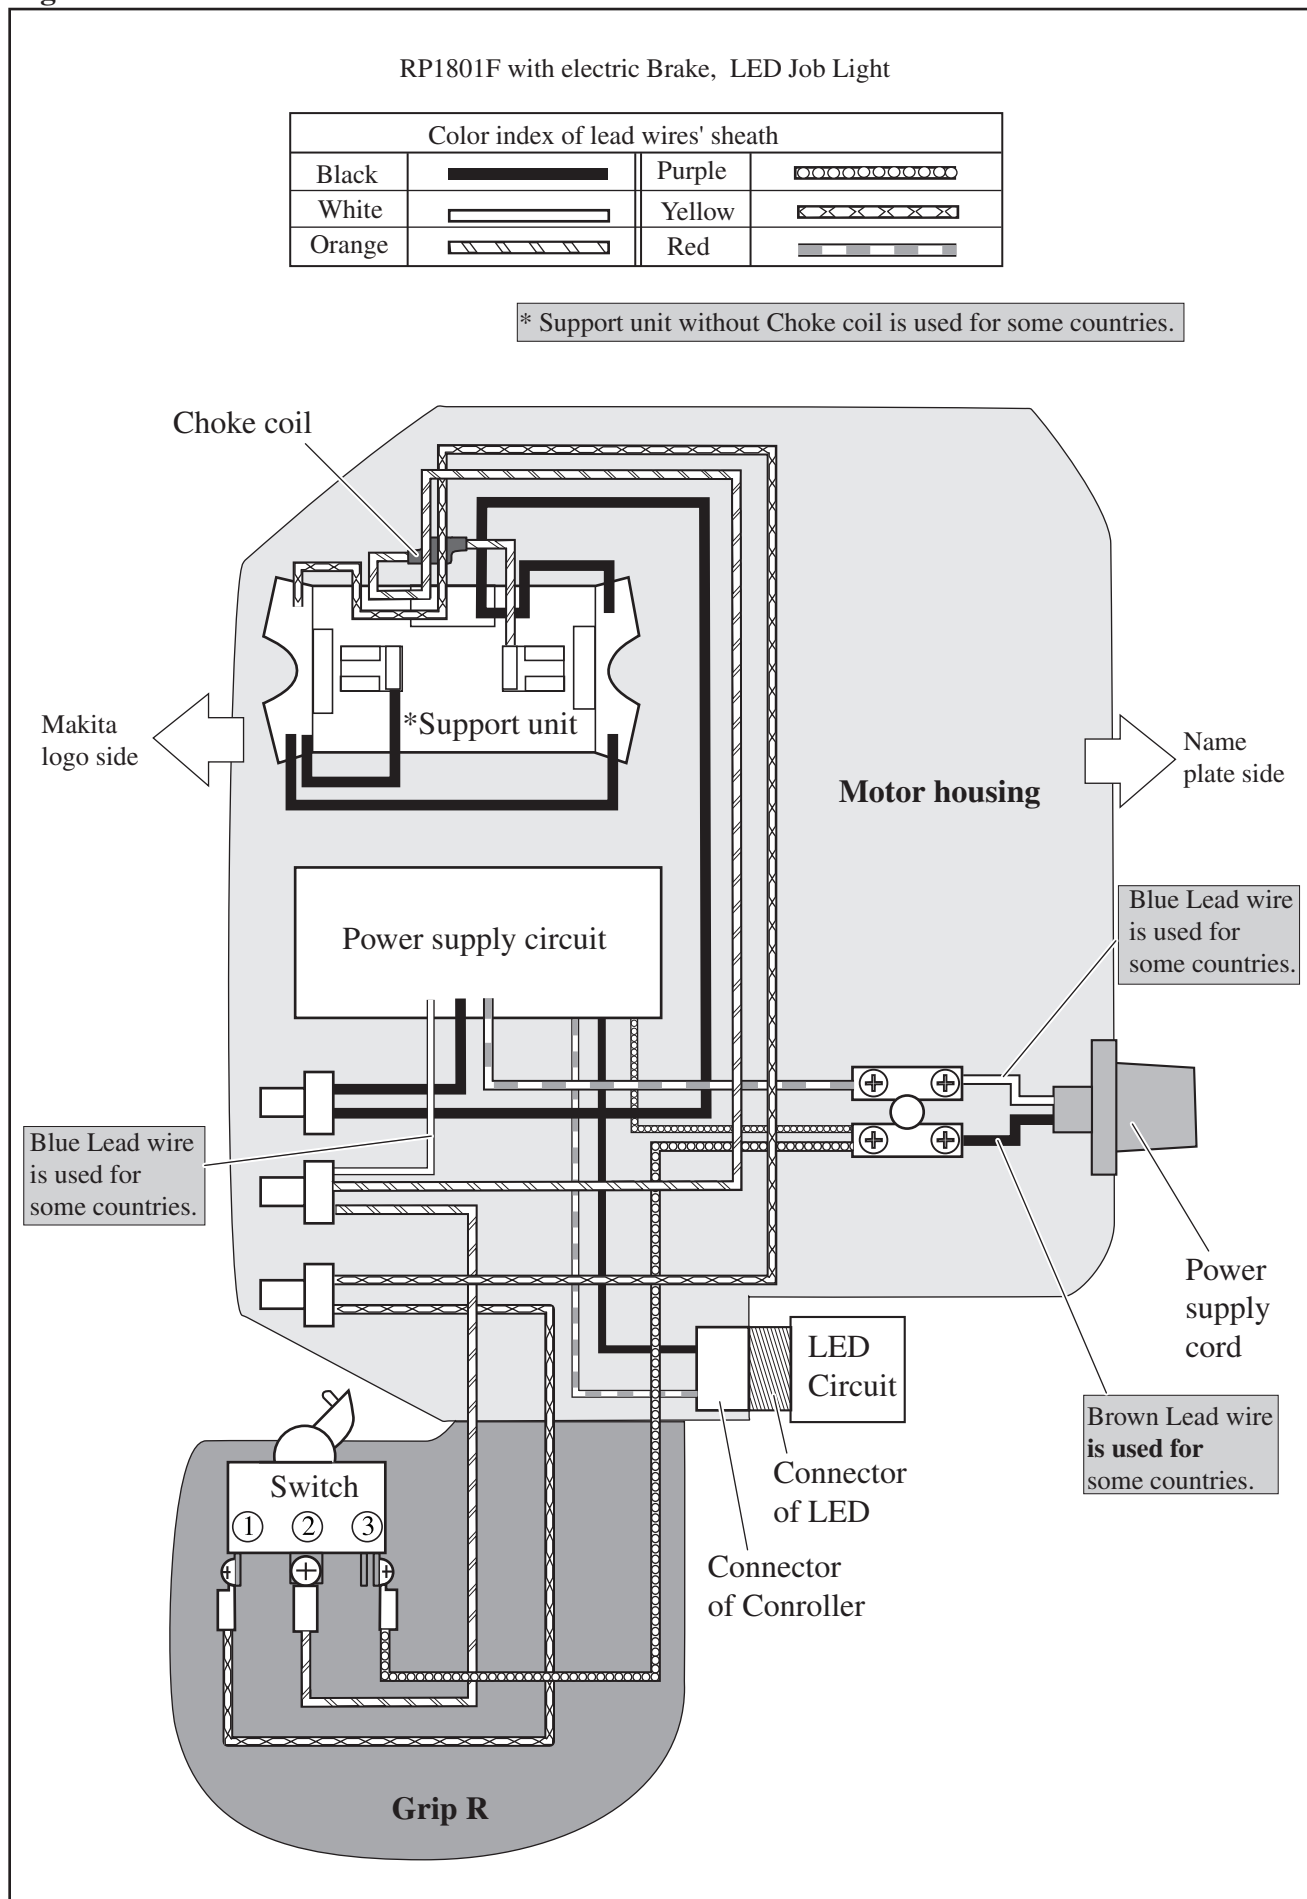 RP1801F with electric Brake, LED Job Light
Color index of lead wires' sheath
Black
Purple
White
Yellow
Orange
Red
* Support unit without Choke coil is used for some countries.
Choke coil
*Support unit
Makita
logo side
Name
plate side
Motor housing
Power supply circuit
Blue Lead wire
is used for
some countries.
Blue Lead wire
is used for
some countries.
Power
supply
cord
LED
Circuit
Brown Lead wire
is used for
some countries.
Switch
1 2 3
Connector
of LED
Connector
of Conroller
Grip R